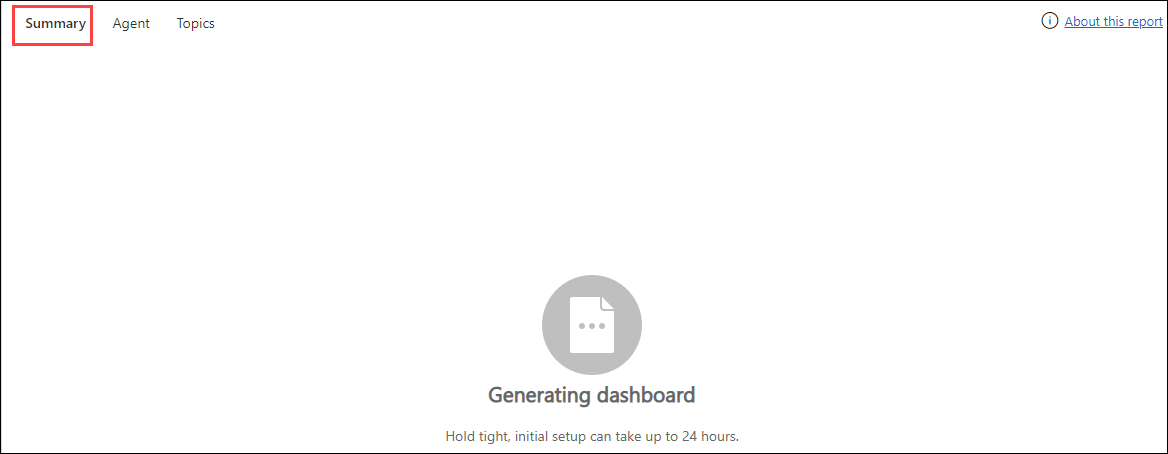 Summary Agent Topics About this report
Generating dashboard
Hold tight, initial setup can take up to 24 hours.